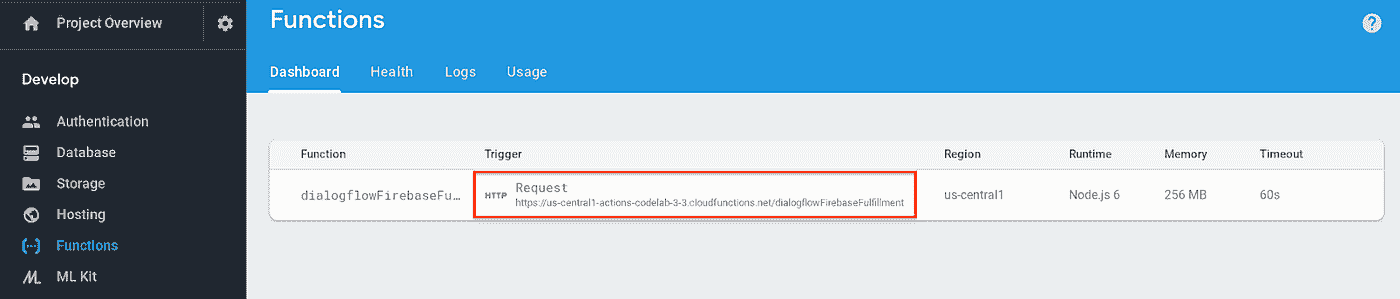 Project Overview
Develop
Authentication
Database
Storage
Hosting
Functions
ML Kit
Functions
?
Dashboard Health Logs Usage
Function Trigger Region Runtime Memory Timeout
dialogflowFirebaseFu... HTTP Request us-central1 Node.js 6 256 MB 60s
https://us-central1-actions-codelab-3-3.cloudfunctions.net/dialogflowFirebaseFulfillment